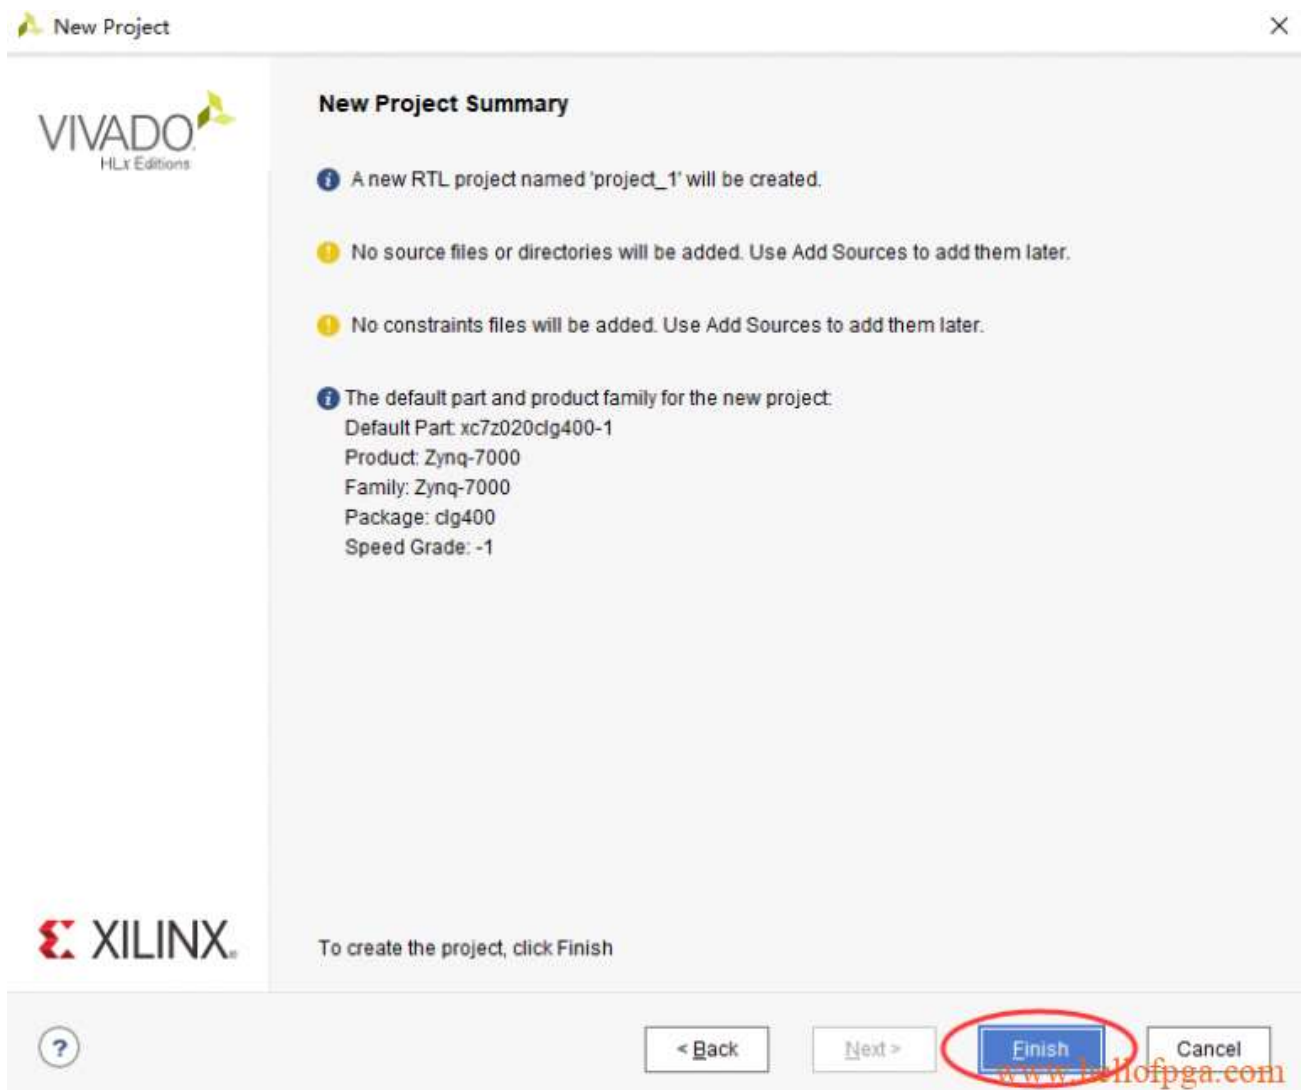 New Project
VIVADO
HLx Editions
New Project Summary
A new RTL project named 'project_1' will be created.
No source files or directories will be added. Use Add Sources to add them later.
No constraints files will be added. Use Add Sources to add them later.
The default part and product family for the new project:
Default Part: xc7z020clg400-1
Product: Zynq-7000
Family: Zynq-7000
Package: clg400
Speed Grade: -1
XILINX
To create the project, click Finish
?
< Back
Next >
Finish
Cancel
www.hellofpga.com